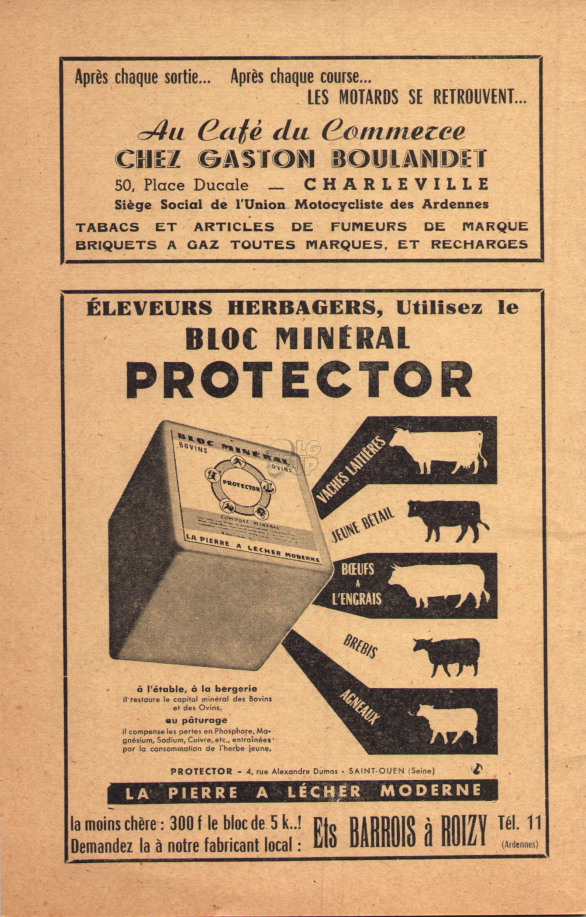 Après chaque sortie... Après chaque course...
LES MOTARDS SE RETROUVENT...
Au Café du Commerce
CHEZ GASTON BOULANDET
50, Place Ducale — CHARLEVILLE
Siège Social de l'Union Motocycliste des Ardennes
TABACS ET ARTICLES DE FUMEURS DE MARQUE
BRIQUETS A GAZ TOUTES MARQUES, ET RECHARGES
ÉLEVEURS HERBAGERS, Utilisez le
BLOC MINÉRAL
PROTECTOR
BLOC MINÉRAL
BOVINS OVINS
PROTECTOR
COMPOSÉ MINÉRAL
LA PIERRE A LÉCHER MODERNE
VACHES LAITIÈRES
JEUNE BÉTAIL
BŒUFS
A
L'ENGRAIS
BREBIS
AGNEAUX
à l'étable, à la bergerie
il restaure le capital minéral des Bovins
et des Ovins.
au pâturage
il compense les pertes en Phosphore, Ma-
gnésium, Sodium, Cuivre, etc., entraînées
par la consommation de l'herbe jeune.
PROTECTOR - 4, rue Alexandre Dumas - SAINT-OUEN (Seine)
LA PIERRE A LÉCHER MODERNE
la moins chère : 300 f le bloc de 5 k..!
Demandez la à notre fabricant local :
Ets BARROIS à ROIZY
Tél. 11
(Ardennes)